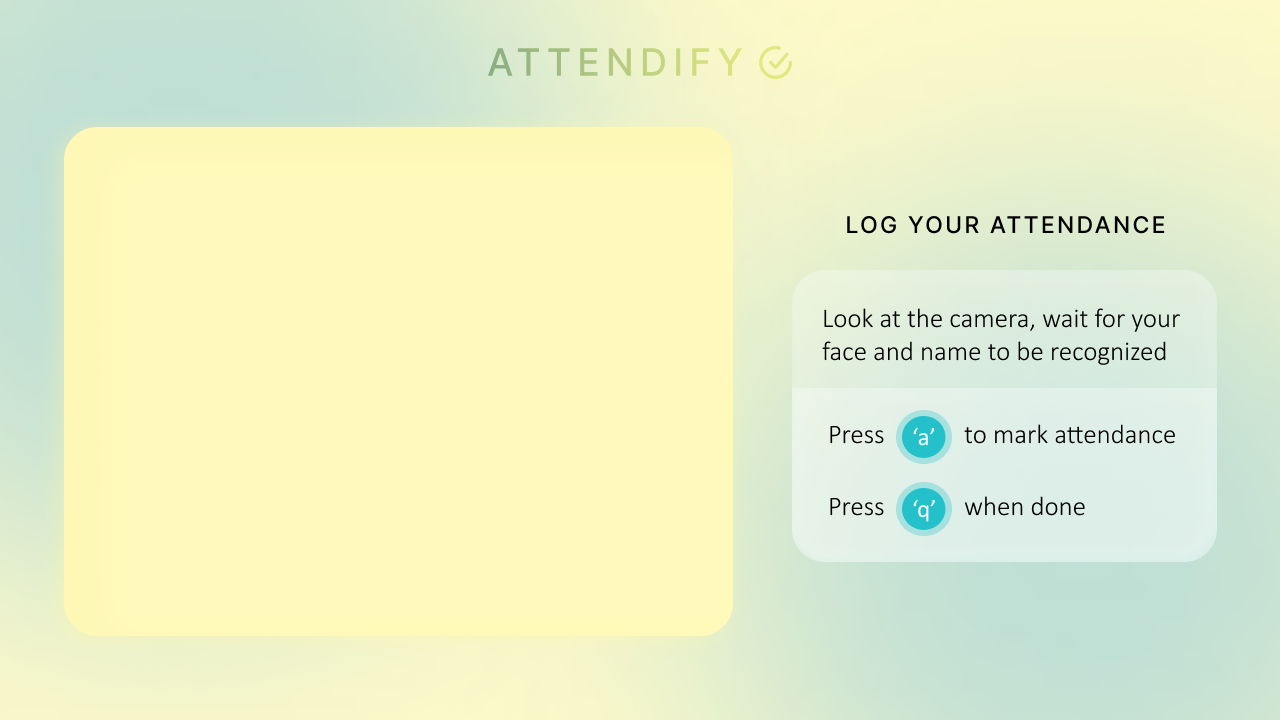 ATTENDIFY
LOG YOUR ATTENDANCE
Look at the camera, wait for your
face and name to be recognized
Press ‘a’ to mark attendance
Press ‘q’ when done